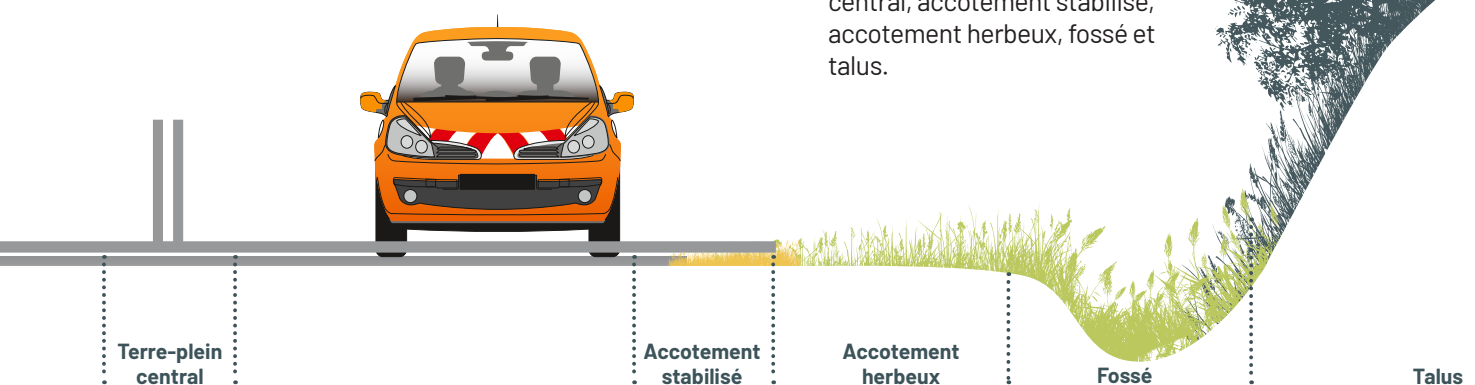 central, accotement stabilisé,
accotement herbeux, fossé et
talus.
Terre-plein
central
Accotement
stabilisé
Accotement
herbeux
Fossé
Talus